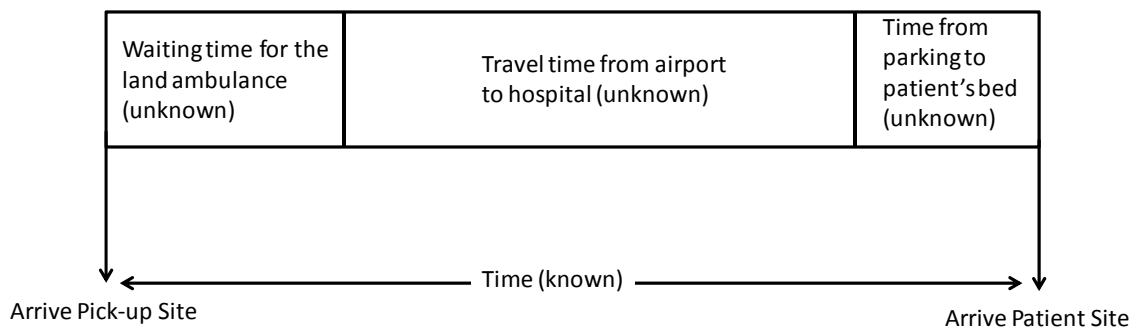 Waiting time for the
land ambulance
(unknown)
Travel time from airport
to hospital (unknown)
Time from
parking to
patient's bed
(unknown)
Time (known)
Arrive Pick-up Site
Arrive Patient Site